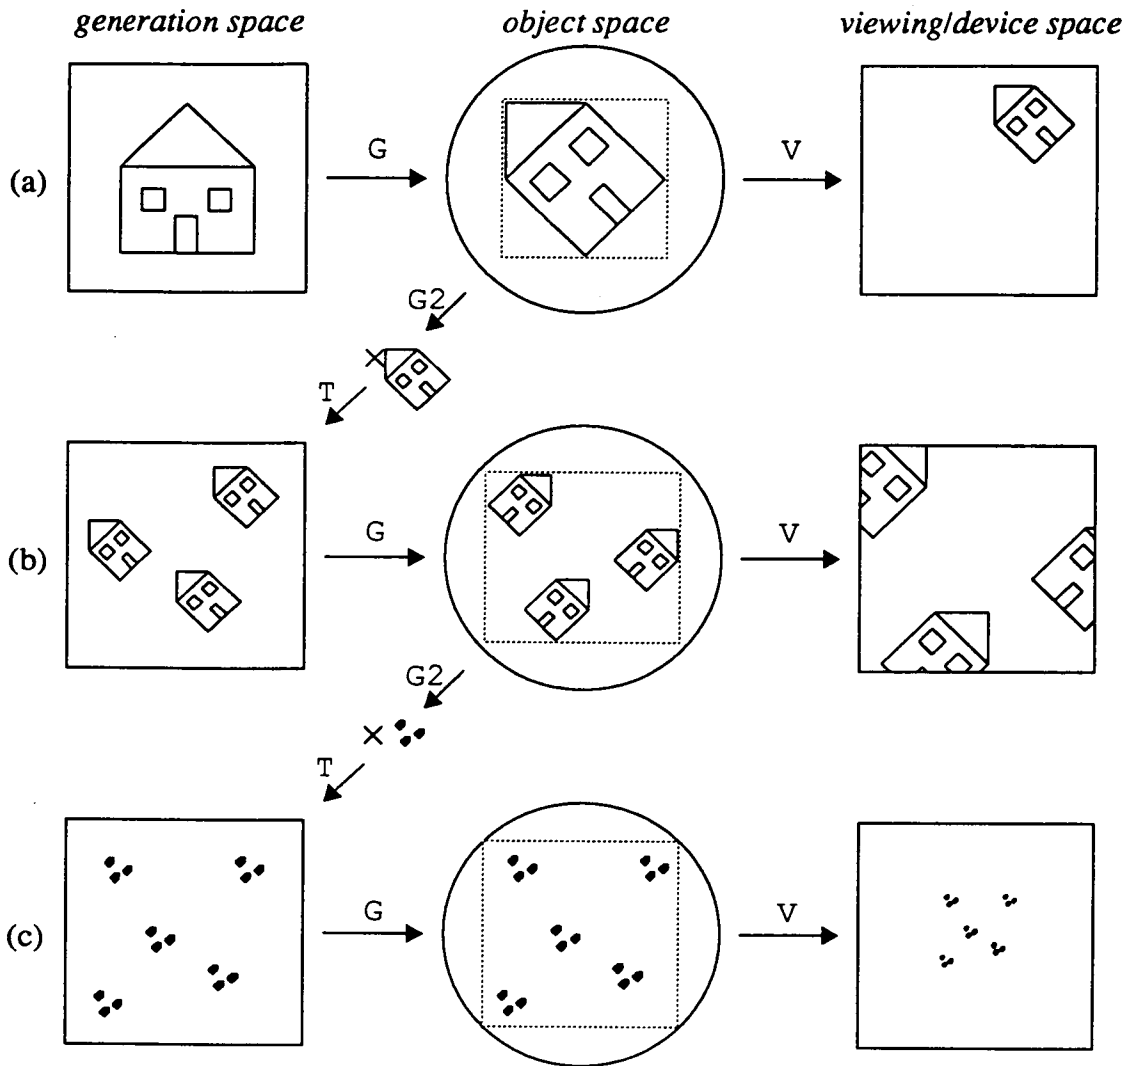 generation space object space viewing/device space
(a) G V
G2
T
(b) G V
G2
T
(c) G V